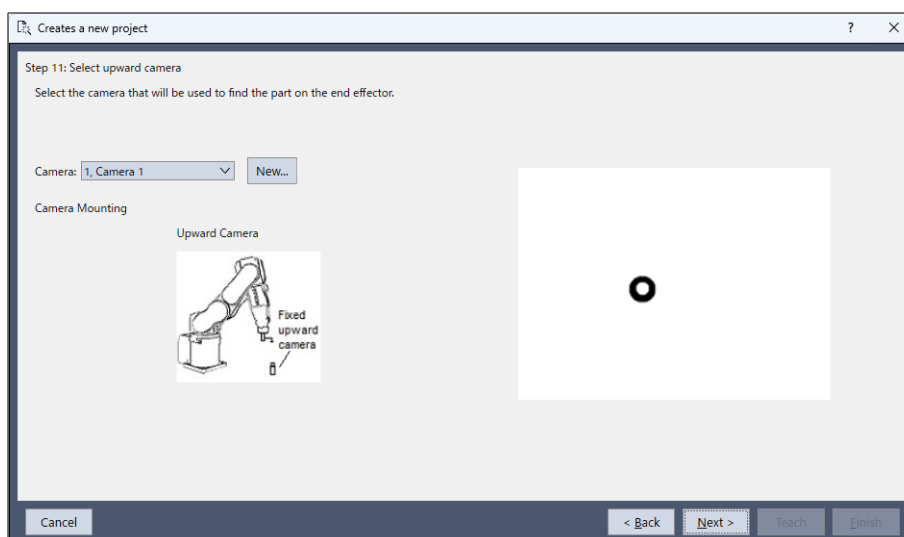 Creates a new project
?
Step 11: Select upward camera
Select the camera that will be used to find the part on the end effector.
Camera: 1, Camera 1 New...
Camera Mounting
Upward Camera
Fixed
upward
camera
Cancel < Back Next > Teach Finish